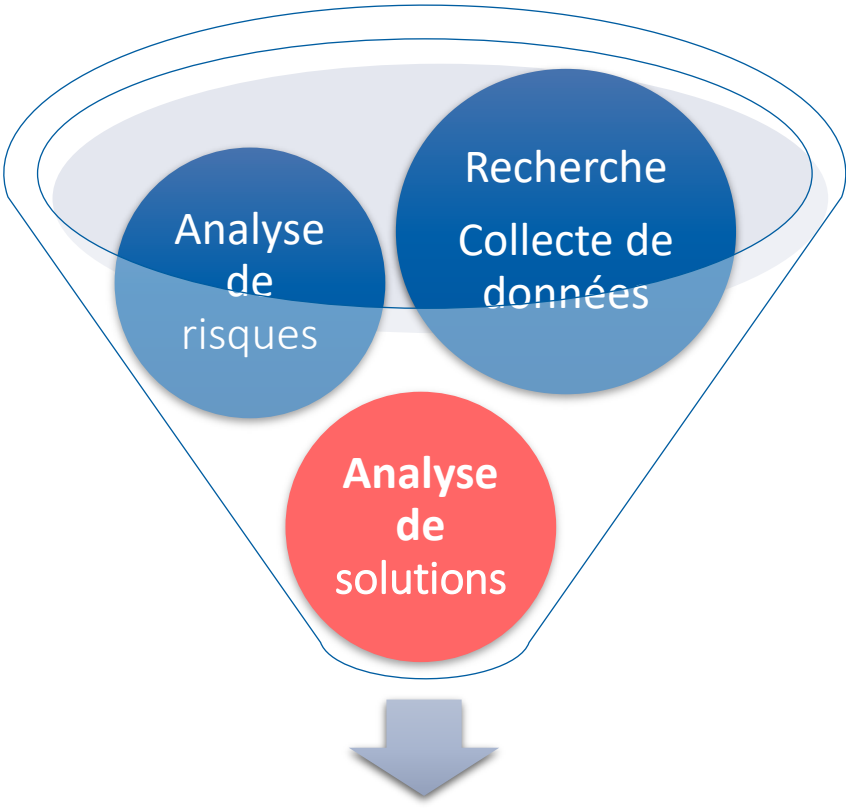 Recherche
Collecte de
données
Analyse
de
risques
Analyse
de
solutions